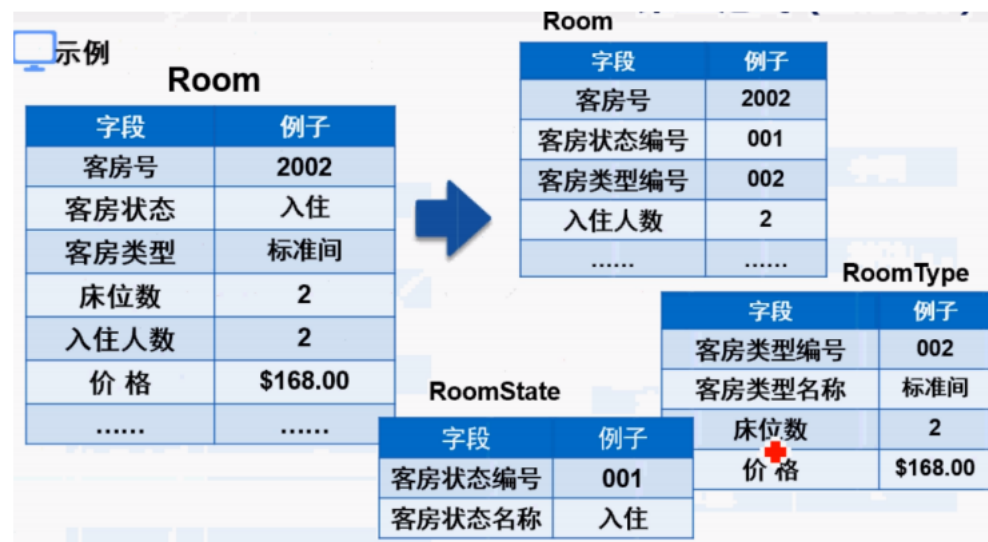 示例
Room
字段 例子
客房号 2002
客房状态 入住
客房类型 标准间
床位数 2
入住人数 2
价 格 $168.00
...... ......
Room
字段 例子
客房号 2002
客房状态编号 001
客房类型编号 002
入住人数 2
...... ......
RoomType
字段 例子
客房类型编号 002
客房类型名称 标准间
床位数 2
价 格 $168.00
RoomState
字段 例子
客房状态编号 001
客房状态名称 入住